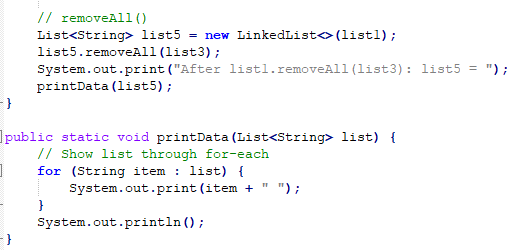 // removeAll()
List<String> list5 = new LinkedList<>(list1);
list5.removeAll(list3);
System.out.print("After list1.removeAll(list3): list5 = ");
printData(list5);
}
public static void printData(List<String> list) {
// Show list through for-each
for (String item : list) {
System.out.print(item + " ");
}
System.out.println();
}